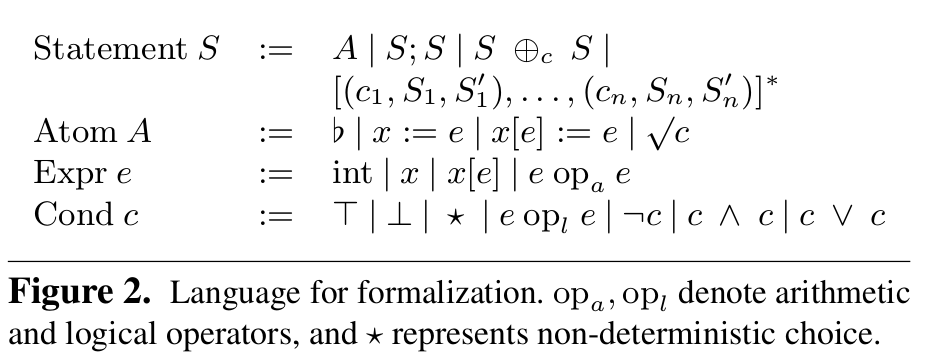 Statement S := A | S; S | S ⊕c S |
[(c1, S1, S′1), . . . , (cn, Sn, S′n)]*
Atom A := ♭ | x := e | x[e] := e | √c
Expr e := int | x | x[e] | e opa e
Cond c := ⊤ | ⊥ | ⋆ | e opl e | ¬c | c ∧ c | c ∨ c
Figure 2. Language for formalization. opa, opl denote arithmetic
and logical operators, and ⋆ represents non-deterministic choice.